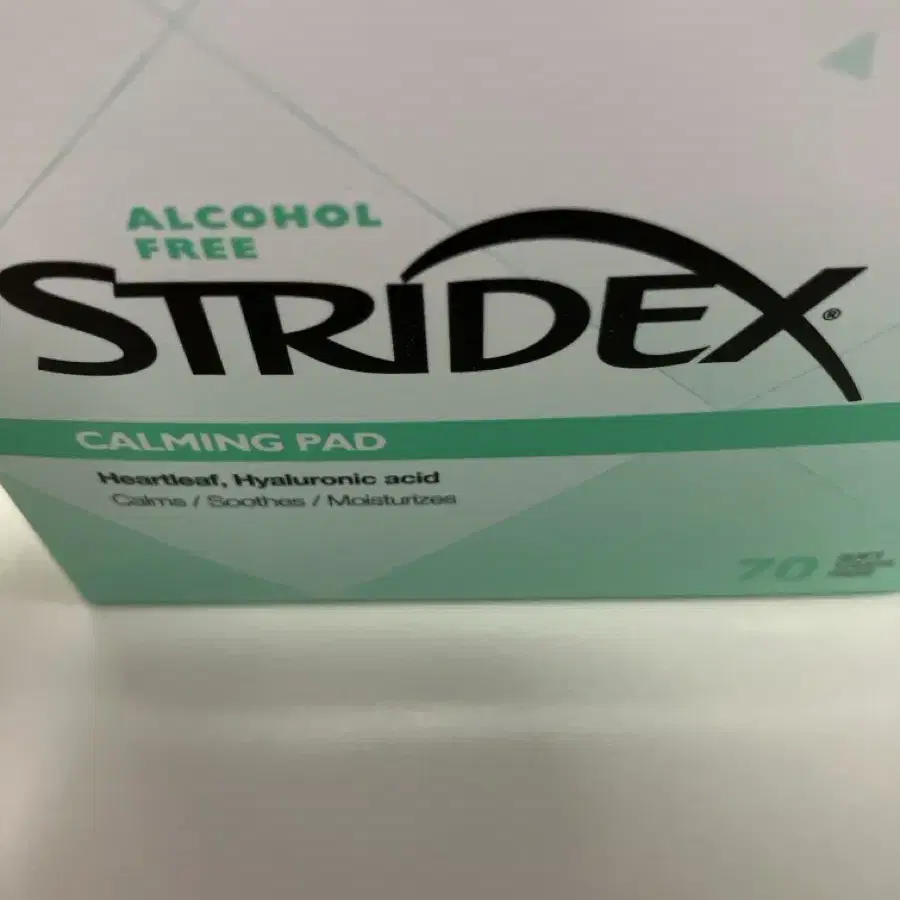 ALCOHOL
FREE
STRIDEX®
CALMING PAD
Heartleaf, Hyaluronic acid
Calms / Soothes / Moisturizes
70